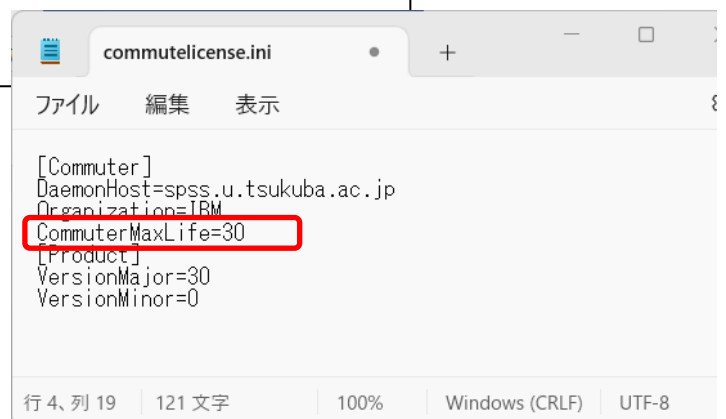 commutelicense.ini
ファイル 編集 表示
[Commuter]
DaemonHost=spss.u.tsukuba.ac.jp
Organization=IBM
CommuterMaxLife=30
[Product]
VersionMajor=30
VersionMinor=0
行 4、列 19 121 文字 100% Windows (CRLF) UTF-8